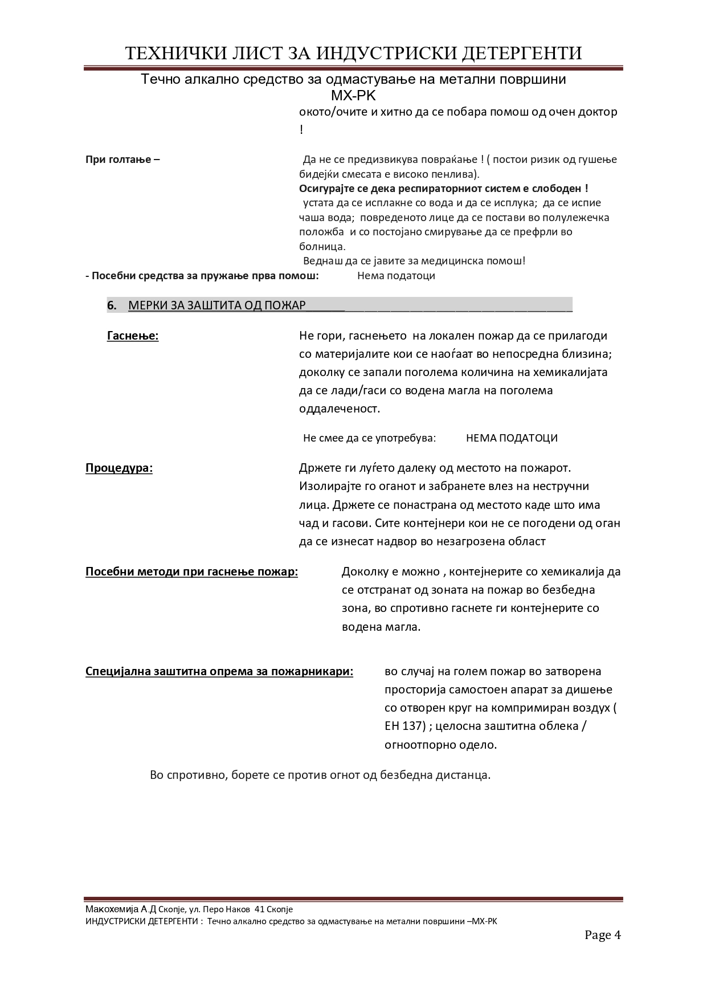 ТЕХНИЧКИ ЛИСТ ЗА ИНДУСТРИСКИ ДЕТЕРГЕНТИ
Течно алкално средство за одмастување на метални површини
MX-PK
окото/очите и хитно да се побара помош од очен доктор
!
При голтање – Да не се предизвикува повраќање ! ( постои ризик од гушење
бидејќи смесата е високо пенлива).
Осигурајте се дека респираторниот систем е слободен !
устата да се исплакне со вода и да се исплука; да се испие
чаша вода; повреденото лице да се постави во полулежечка
положба и со постојано смирување да се префрли во
болница.
Веднаш да се јавите за медицинска помош!
- Посебни средства за пружање прва помош: Нема податоци
6. МЕРКИ ЗА ЗАШТИТА ОД ПОЖАР______________________________________
Гаснење: Не гори, гаснењето на локален пожар да се прилагоди
со материјалите кои се наоѓаат во непосредна близина;
доколку се запали поголема количина на хемикалијата
да се лади/гаси со водена магла на поголема
оддалеченост.
Не смее да се употребува: НЕМА ПОДАТОЦИ
Процедура: Држете ги луѓето далеку од местото на пожарот.
Изолирајте го оганот и забранете влез на нестручни
лица. Држете се понастрана од местото каде што има
чад и гасови. Сите контејнери кои не се погодени од оган
да се изнесат надвор во незагрозена област
Посебни методи при гаснење пожар: Доколку е можно , контејнерите со хемикалија да
се отстранат од зоната на пожар во безбедна
зона, во спротивно гаснете ги контејнерите со
водена магла.
Специјална заштитна опрема за пожарникари: во случај на голем пожар во затворена
просторија самостоен апарат за дишење
со отворен круг на компримиран воздух (
ЕН 137) ; целосна заштитна облека /
огноотпорно одело.
Во спротивно, борете се против огнот од безбедна дистанца.
Макохемија А.Д Скопје, ул. Перо Наков 41 Скопје
ИНДУСТРИСКИ ДЕТЕРГЕНТИ : Течно алкално средство за одмастување на метални површини –MX-PK
Page 4